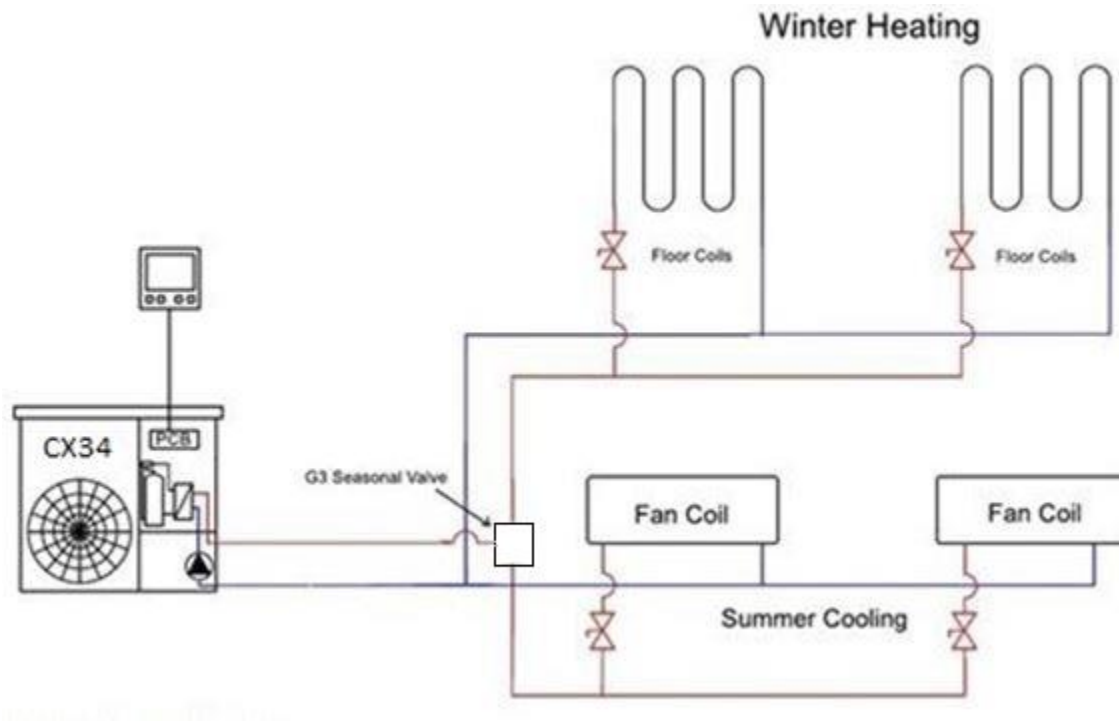 Winter Heating
Floor Coils
Floor Coils
CX34
PCB
G3 Seasonal Valve
Fan Coil
Fan Coil
Summer Cooling